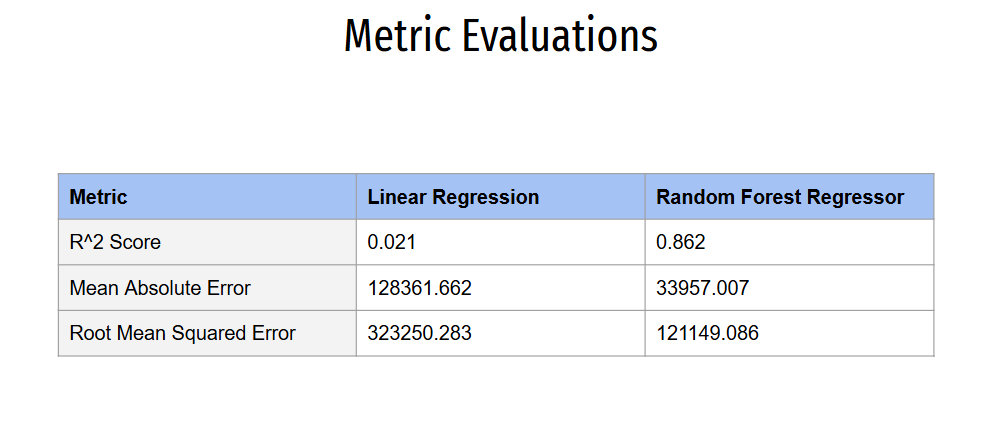 Metric Evaluations
Metric Linear Regression Random Forest Regressor
R^2 Score 0.021 0.862
Mean Absolute Error 128361.662 33957.007
Root Mean Squared Error 323250.283 121149.086